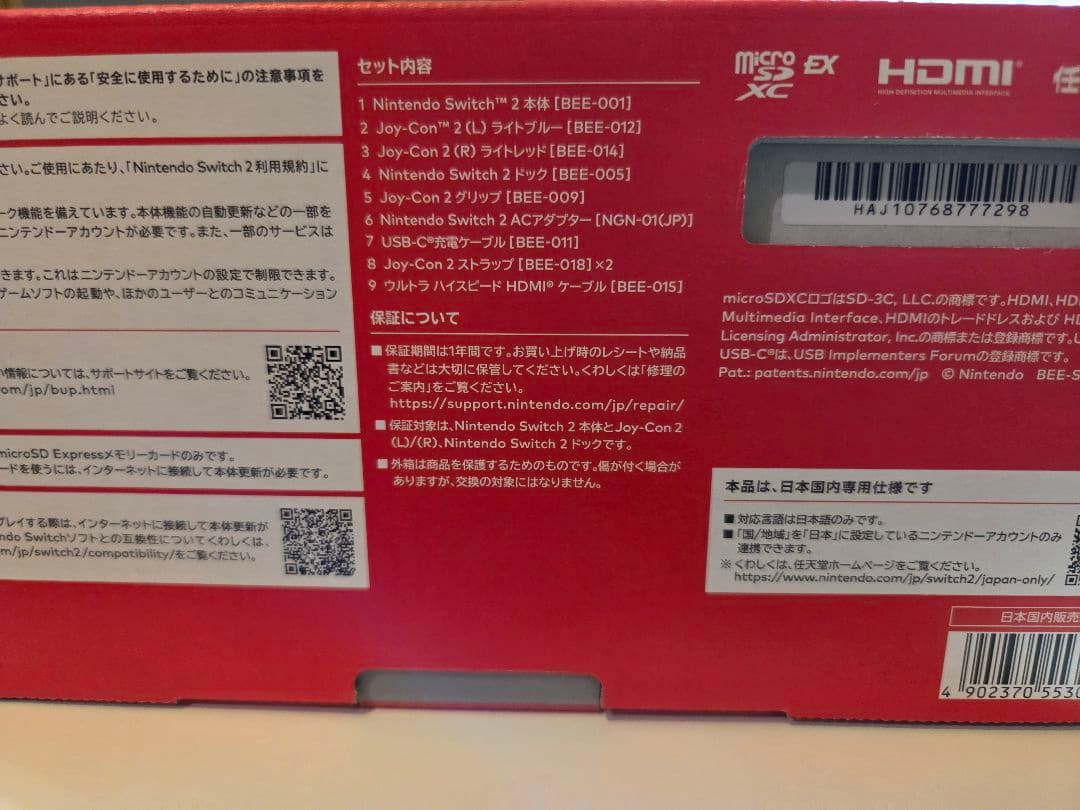 サポート」にある「安全に使用するために」の注意事項を
さい。
よく読んでご説明ください。
さい。ご使用にあたり、「Nintendo Switch 2 利用規約」に
ーク機能を備えています。本体機能の自動更新などの一部を
ニンテンドーアカウントが必要です。また、一部のサービスは
きます。これはニンテンドーアカウントの設定で制限できます。
ゲームソフトの起動や、ほかのユーザーとのコミュニケーション
い情報については、サポートサイトをご覧ください。
om/jp/bup.html
microSD Expressメモリーカードのみです。
ードを使うには、インターネットに接続して本体更新が必要です。
プレイする際は、インターネットに接続して本体更新が
ndo Switchソフトとの互換性についてくわしくは、
om/jp/switch2/compatibility/をご覧ください。
セット内容
1 Nintendo Switch™ 2 本体 [BEE-001]
2 Joy-Con™ 2 (L) ライトブルー [BEE-012]
3 Joy-Con 2 (R) ライトレッド [BEE-014]
4 Nintendo Switch 2 ドック [BEE-005]
5 Joy-Con 2 グリップ [BEE-009]
6 Nintendo Switch 2 ACアダプター [NGN-01(JP)]
7 USB-C®充電ケーブル [BEE-011]
8 Joy-Con 2 ストラップ [BEE-018] ×2
9 ウルトラ ハイスピード HDMI® ケーブル [BEE-015]
保証について
■保証期間は1年間です。お買い上げ時のレシートや納品
書などは大切に保管してください。くわしくは「修理の
ご案内」をご覧ください。
https://support.nintendo.com/jp/repair/
■保証対象は、Nintendo Switch 2 本体とJoy-Con 2
(L)/(R)、Nintendo Switch 2 ドックです。
■外箱は商品を保護するためのものです。傷が付く場合が
ありますが、交換の対象にはなりません。
micro SD XC EX
HDMI®
HIGH DEFINITION MULTIMEDIA INTERFACE
任
HAJ10768777298
microSDXCロゴはSD-3C, LLC.の商標です。HDMI、HD
Multimedia Interface、HDMIのトレードドレスおよび HD
Licensing Administrator, Inc.の商標または登録商標です。U
USB-C®は、USB Implementers Forumの登録商標です。
Pat.: patents.nintendo.com/jp © Nintendo BEE-S
本品は、日本国内専用仕様です
■対応言語は日本語のみです。
■「国/地域」を「日本」に設定しているニンテンドーアカウントのみ
連携できます。
※くわしくは、任天堂ホームページをご覧ください。
https://www.nintendo.com/jp/switch2/japan-only/
日本国内販売
4 902370 5530